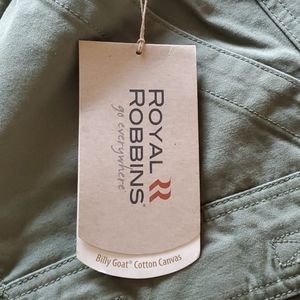 ROYAL
ROBBINS®
go everywhere
Billy Goat® Cotton Canvas